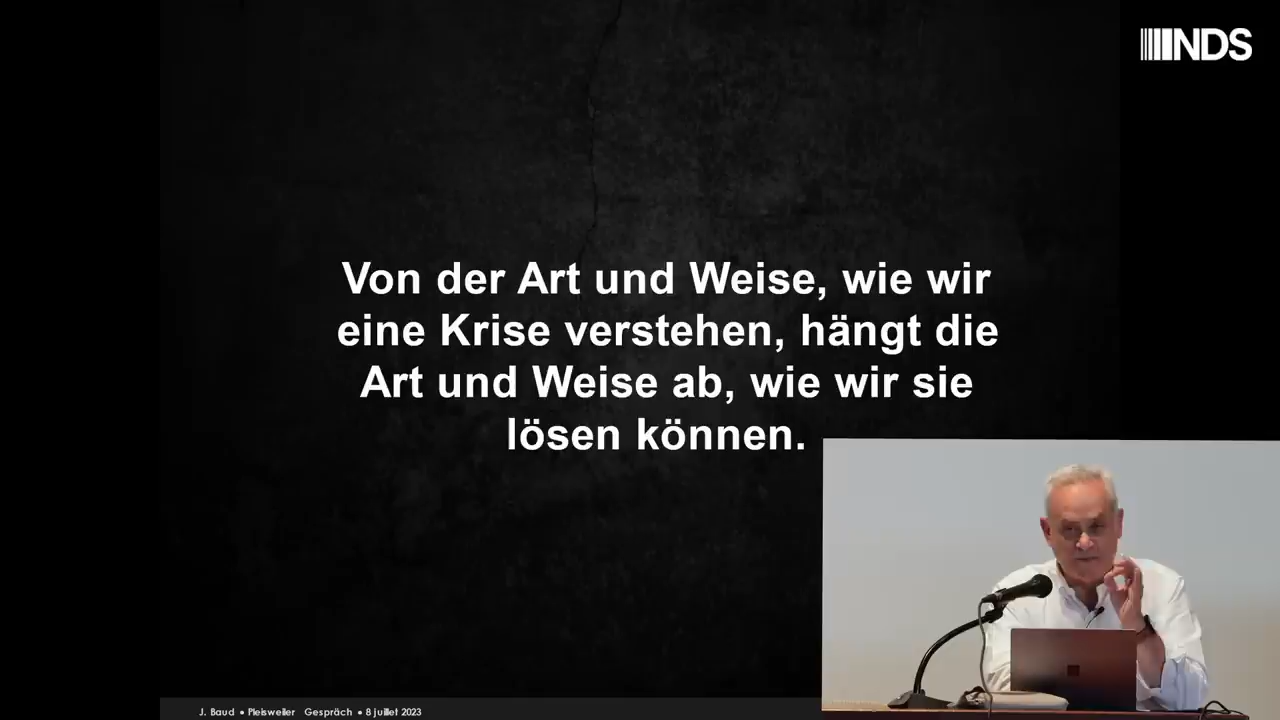 NDS
Von der Art und Weise, wie wir
eine Krise verstehen, hängt die
Art und Weise ab, wie wir sie
lösen können.
J. Baud • Pleisweiler Gespräch • 8 juillet 2023